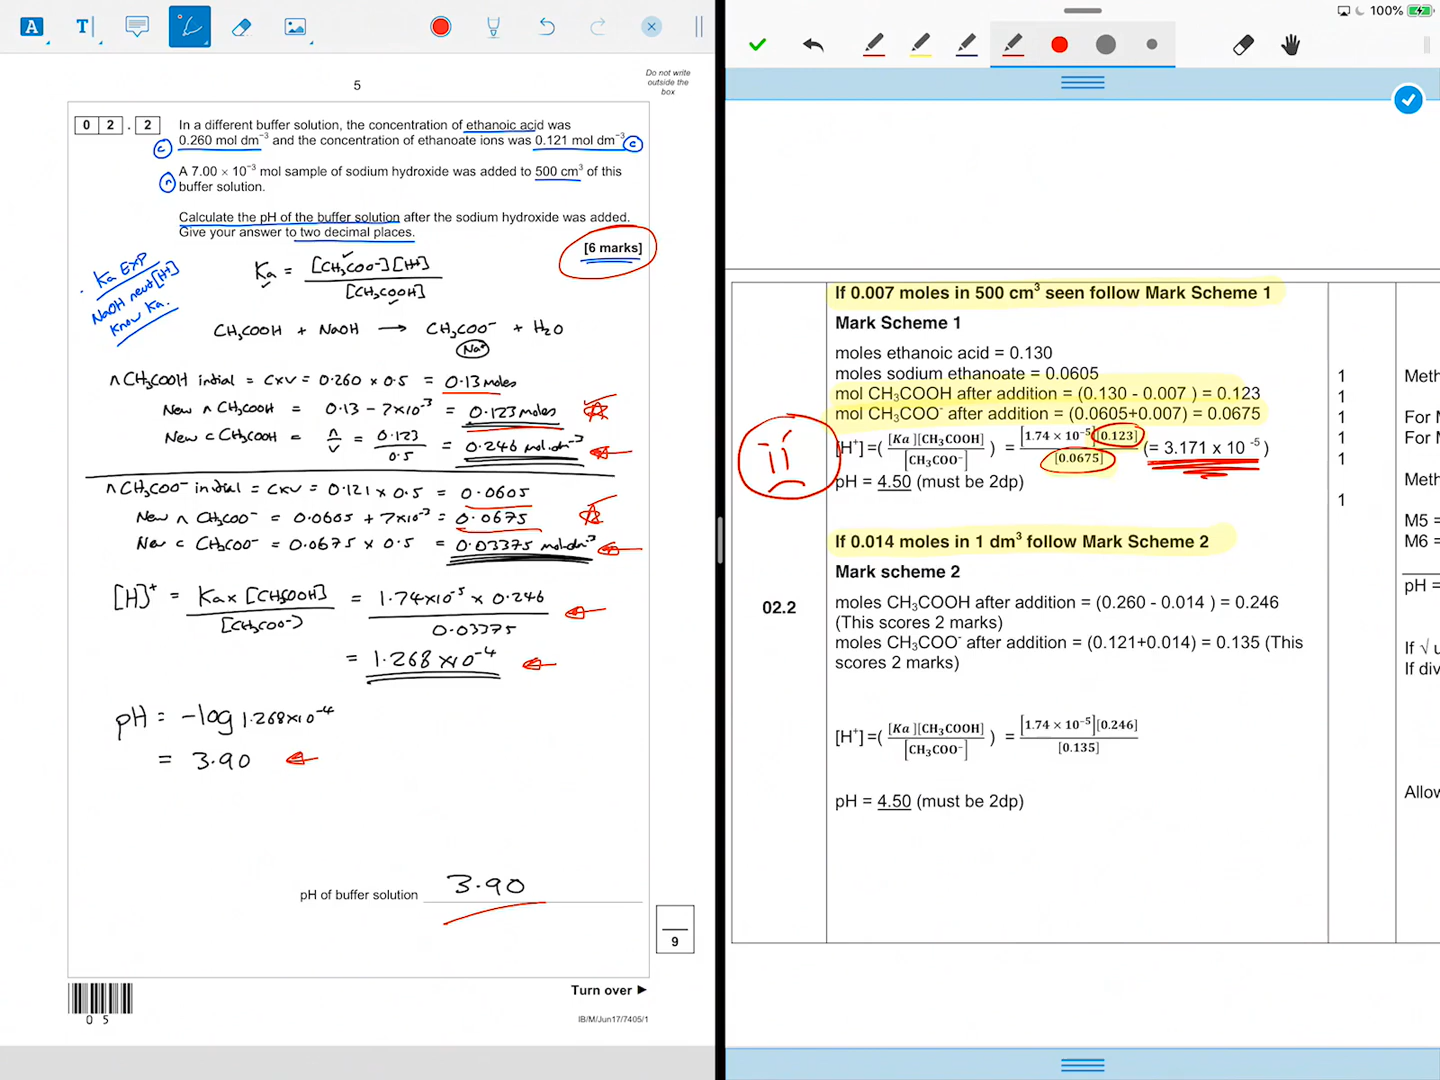 100%
A
T
5
Do not write
outside the
box
0 2 . 2
In a different buffer solution, the concentration of ethanoic acid was
0.260 mol dm⁻³ and the concentration of ethanoate ions was 0.121 mol dm⁻³
c
c
A 7.00 × 10⁻³ mol sample of sodium hydroxide was added to 500 cm³ of this
buffer solution.
n
Calculate the pH of the buffer solution after the sodium hydroxide was added.
Give your answer to two decimal places.
[6 marks]
Ka EXP
NaOH neut [H+]
Know Ka.
Ka = [CH₃COO⁻][H+]
[CH₃COOH]
CH₃COOH + NaOH → CH₃COO⁻ + H₂O
Na⁺
n CH₃COOH initial = c×v = 0.260 × 0.5 = 0.13 moles
New n CH₃COOH = 0.13 - 7×10⁻³ = 0.123 moles
New c CH₃COOH = n/v = 0.123/0.5 = 0.246 mol.dm⁻³
n CH₃COO⁻ initial = c×v = 0.121 × 0.5 = 0.0605
New n CH₃COO⁻ = 0.0605 + 7×10⁻³ = 0.0675
New c CH₃COO⁻ = 0.0675 × 0.5 = 0.03375 mol.dm⁻³
[H]⁺ = Ka × [CH₃COOH] = 1.74×10⁻⁵ × 0.246
[CH₃COO⁻) 0.03375
= 1.268 ×10⁻⁴
pH = -log 1.268×10⁻⁴
= 3.90
pH of buffer solution 3.90
9
Turn over ►
0 5
IB/M/Jun17/7405/1
02.2
If 0.007 moles in 500 cm³ seen follow Mark Scheme 1
Mark Scheme 1
moles ethanoic acid = 0.130
moles sodium ethanoate = 0.0605
mol CH₃COOH after addition = (0.130 - 0.007 ) = 0.123
mol CH₃COO⁻ after addition = (0.0605+0.007) = 0.0675
[H⁺] =( [Ka ][CH₃COOH] / [CH₃COO⁻] ) = [1.74 × 10⁻⁵][0.123] / [0.0675] (= 3.171 x 10 ⁻⁵ )
pH = 4.50 (must be 2dp)
If 0.014 moles in 1 dm³ follow Mark Scheme 2
Mark scheme 2
moles CH₃COOH after addition = (0.260 - 0.014 ) = 0.246
(This scores 2 marks)
moles CH₃COO⁻ after addition = (0.121+0.014) = 0.135 (This
scores 2 marks)
[H⁺] =( [Ka ][CH₃COOH] / [CH₃COO⁻] ) = [1.74 × 10⁻⁵][0.246] / [0.135]
pH = 4.50 (must be 2dp)
1
1
1
1
1
1
Meth
For M
For M
Meth
M5 =
M6 =
pH =
If √ u
If div
Allow